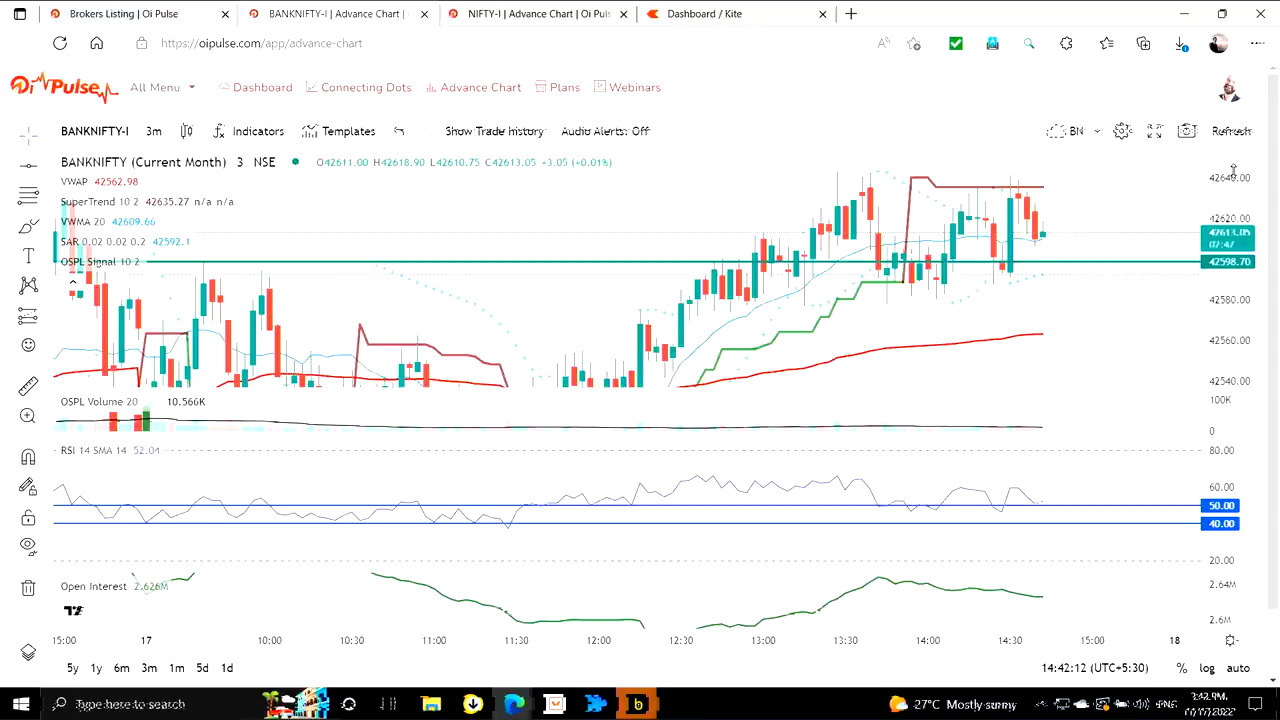 Brokers Listing | Oi Pulse
BANKNIFTY-I | Advance Chart |
NIFTY-I | Advance Chart | Oi Puls
Dashboard / Kite
https://oipulse.com/app/advance-chart
Oi Pulse All Menu Dashboard Connecting Dots Advance Chart Plans Webinars
BANKNIFTY-I 3m Indicators Templates Show Trade history Audio Alerts: Off BN Refresh
BANKNIFTY (Current Month) 3 NSE O42611.00 H42618.90 L42610.75 C42613.05 +3.05 (+0.01%)
VWAP 42562.98
SuperTrend 10 2 42635.27 n/a n/a
VWMA 20 42609.66
SAR 0.02 0.02 0.2 42592.1
OSPL Signal 10 2
42640.00
42620.00
42613.05
42598.70
42580.00
42560.00
42540.00
OSPL Volume 20 10.566K
100K
0
RSI 14 SMA 14 52.04
80.00
60.00
50.00
40.00
20.00
Open Interest 2.626M
2.64M
2.6M
15:00 17 10:00 10:30 11:00 11:30 12:00 12:30 13:00 13:30 14:00 14:30 15:00 18
5y 1y 6m 3m 1m 5d 1d 14:42:12 (UTC+5:30) % log auto
Type here to search
27°C Mostly sunny